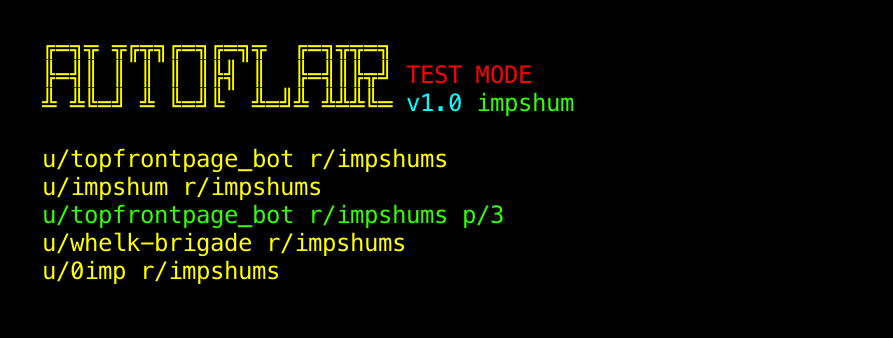 AUTOFLAIR TEST MODE
v1.0 impshum
u/topfrontpage_bot r/impshums
u/impshum r/impshums
u/topfrontpage_bot r/impshums p/3
u/whelk-brigade r/impshums
u/0imp r/impshums